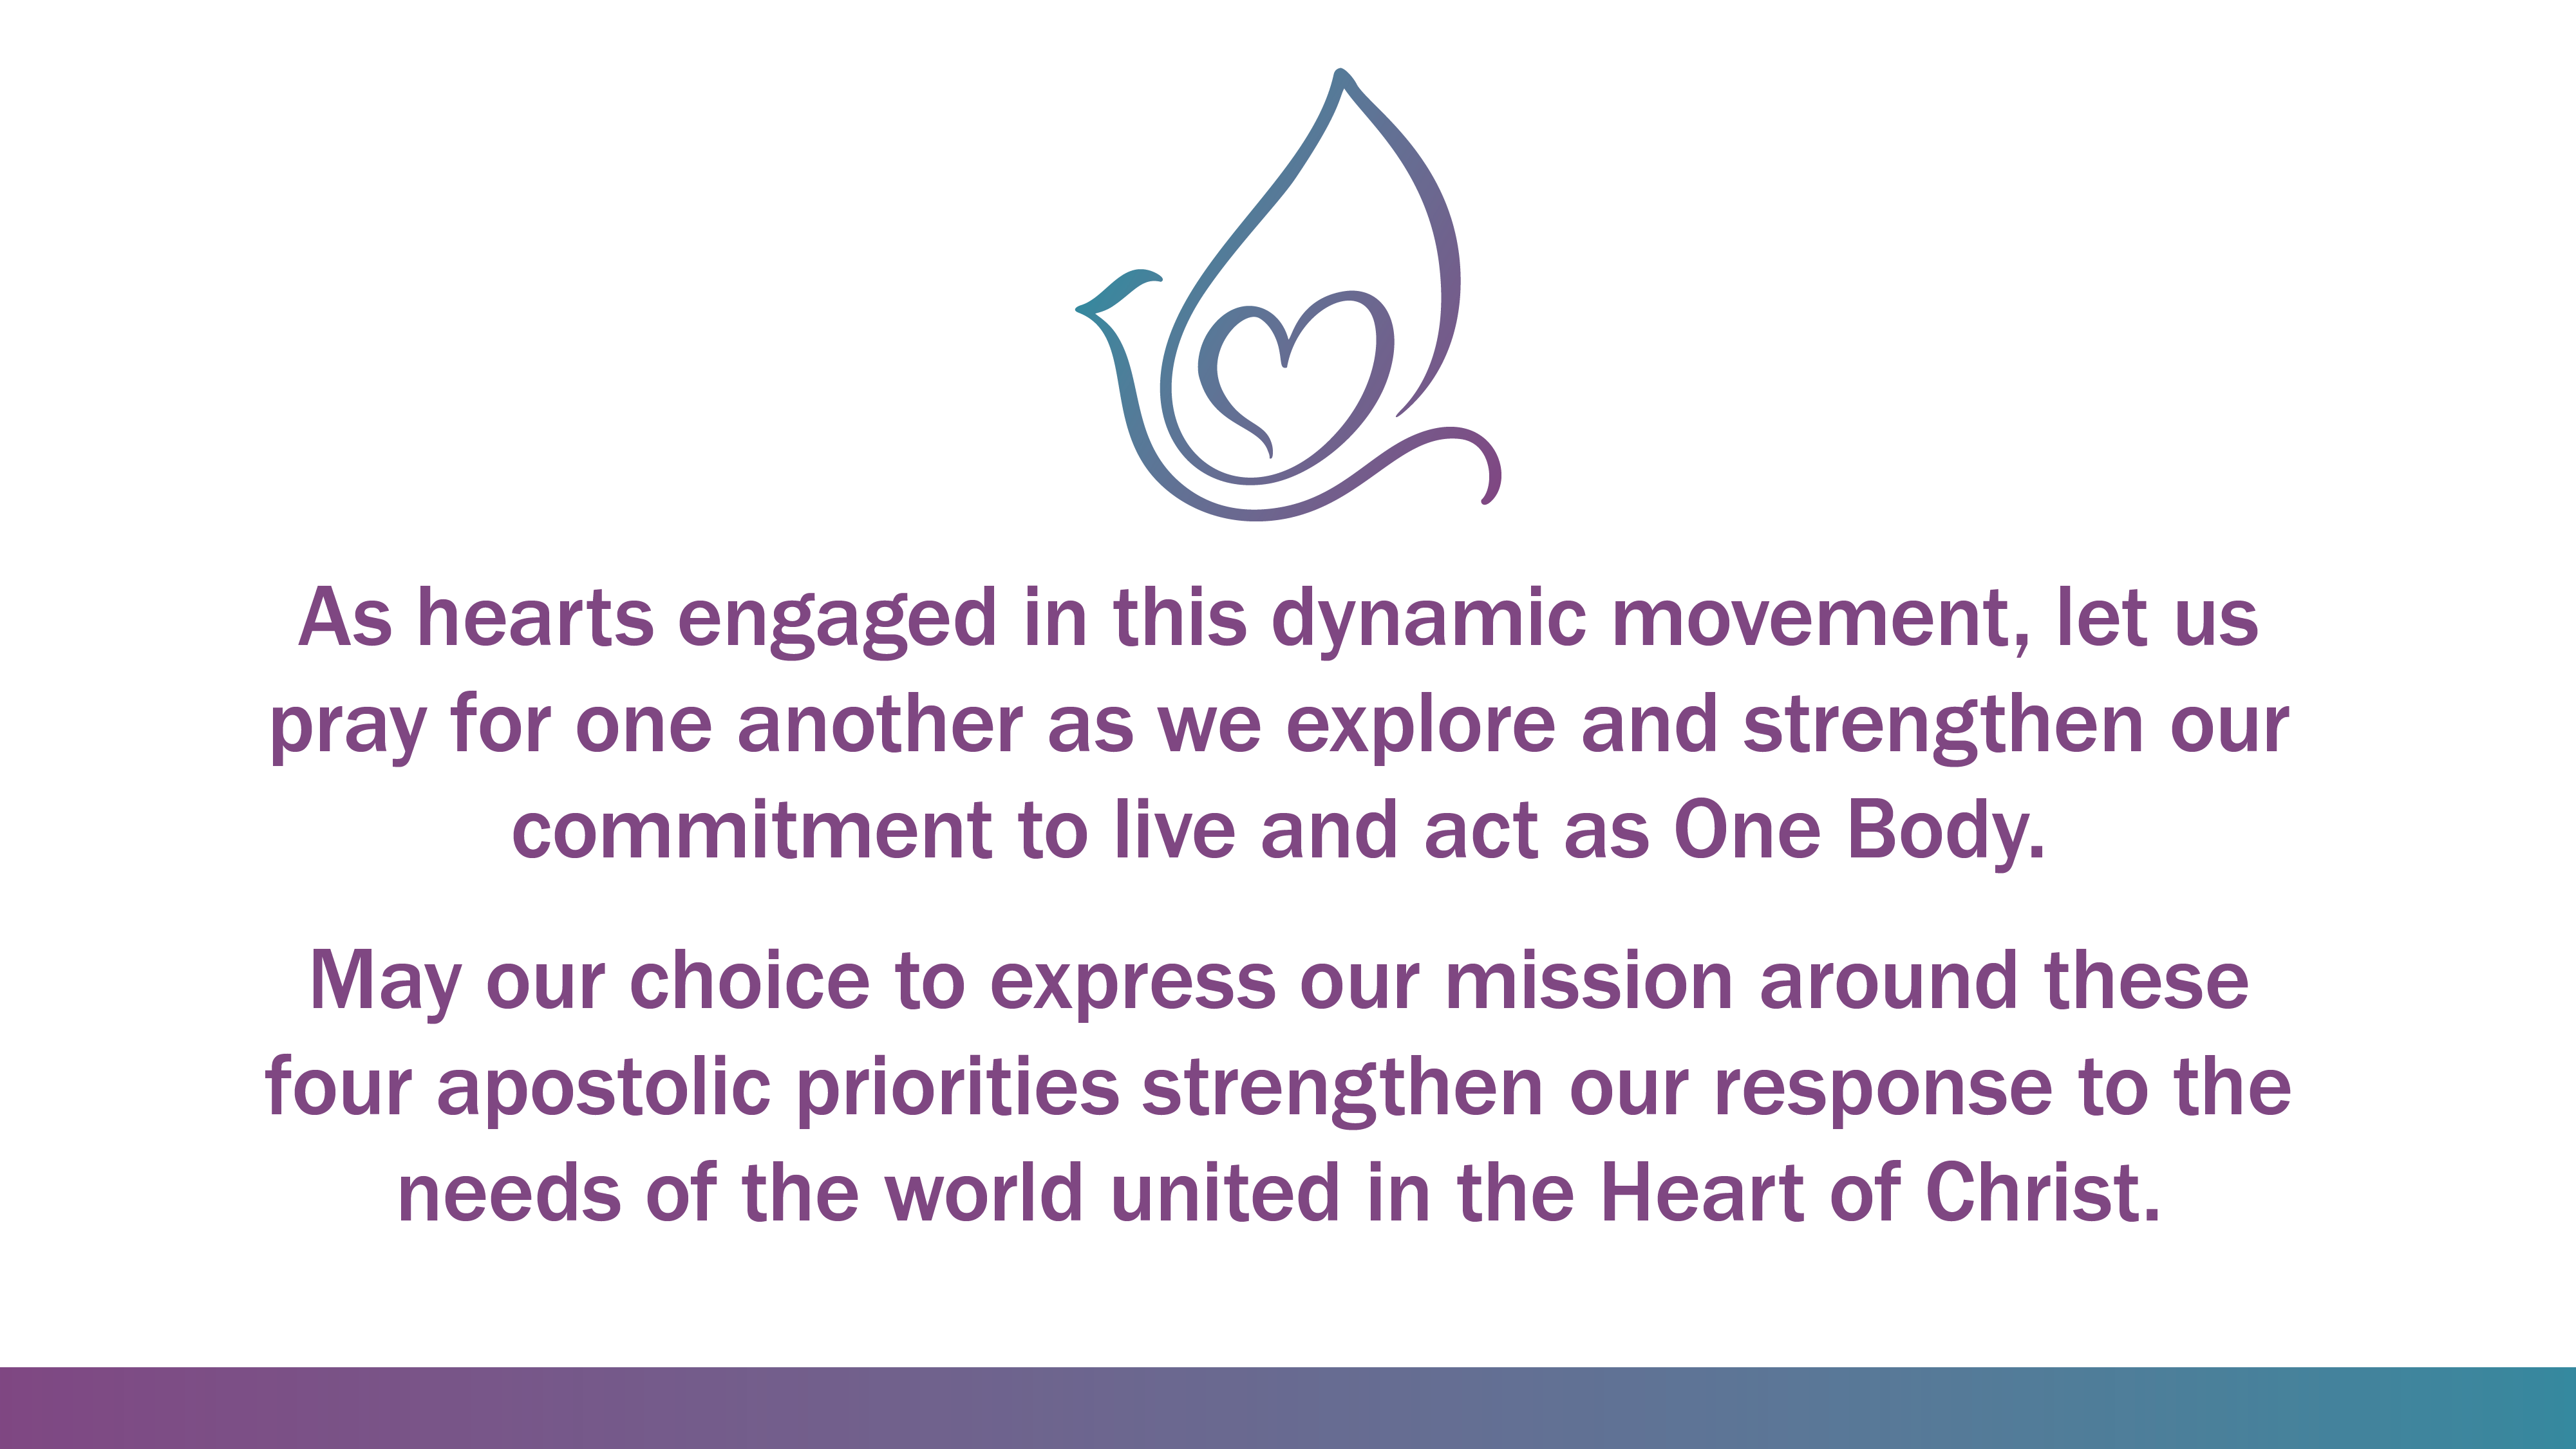 As hearts engaged in this dynamic movement, let us
pray for one another as we explore and strengthen our
commitment to live and act as One Body.
May our choice to express our mission around these
four apostolic priorities strengthen our response to the
needs of the world united in the Heart of Christ.